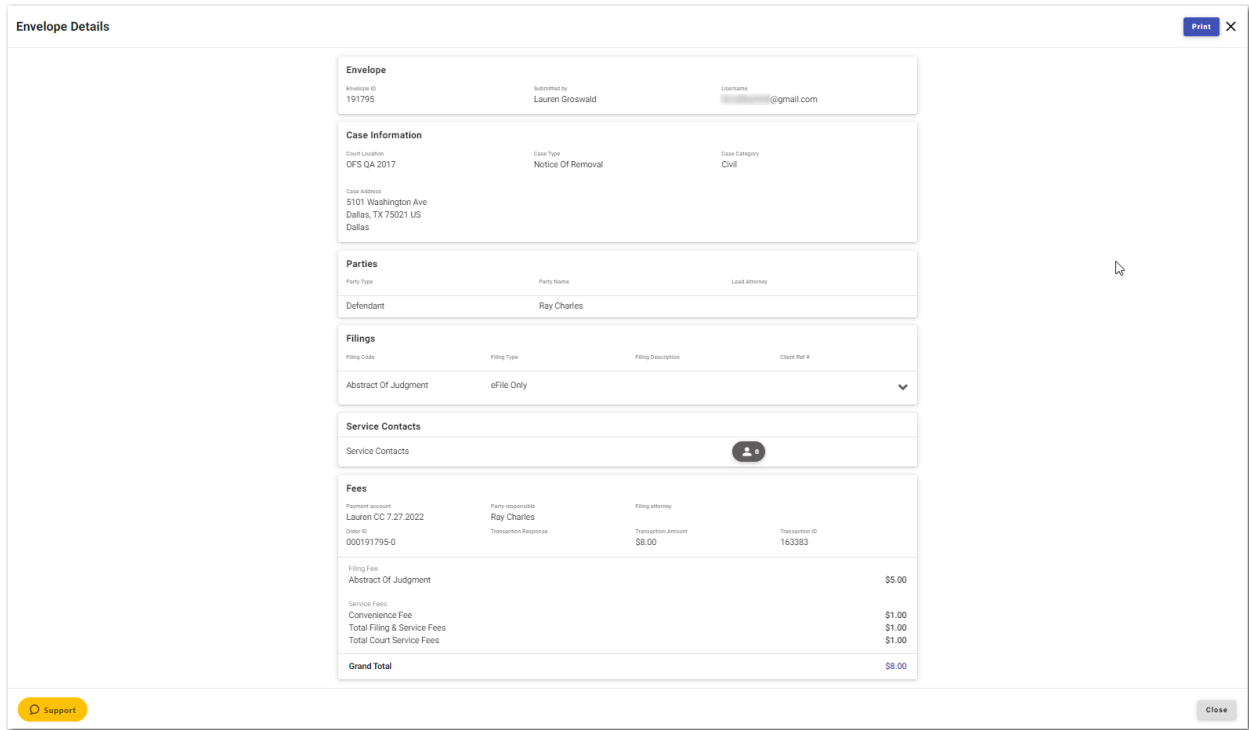 Envelope Details
Print
Envelope
Envelope ID Submitted by Username
191795 Lauren Groswald @gmail.com
Case Information
Court Location Case Type Case Category
OFS QA 2017 Notice Of Removal Civil
Case Address
5101 Washington Ave
Dallas, TX 75021 US
Dallas
Parties
Party Type Party Name Lead Attorney
Defendant Ray Charles
Filings
Filing Code Filing Type Filing Description Client Ref #
Abstract Of Judgment eFile Only
Service Contacts
Service Contacts 0
Fees
Payment account Party responsible Filing attorney
Lauren CC 7.27.2022 Ray Charles
Order ID Transaction Response Transaction Amount Transaction ID
000191795-0 $8.00 163383
Filing Fee
Abstract Of Judgment $5.00
Service Fees
Convenience Fee $1.00
Total Filing & Service Fees $1.00
Total Court Service Fees $1.00
Grand Total $8.00
Support
Close